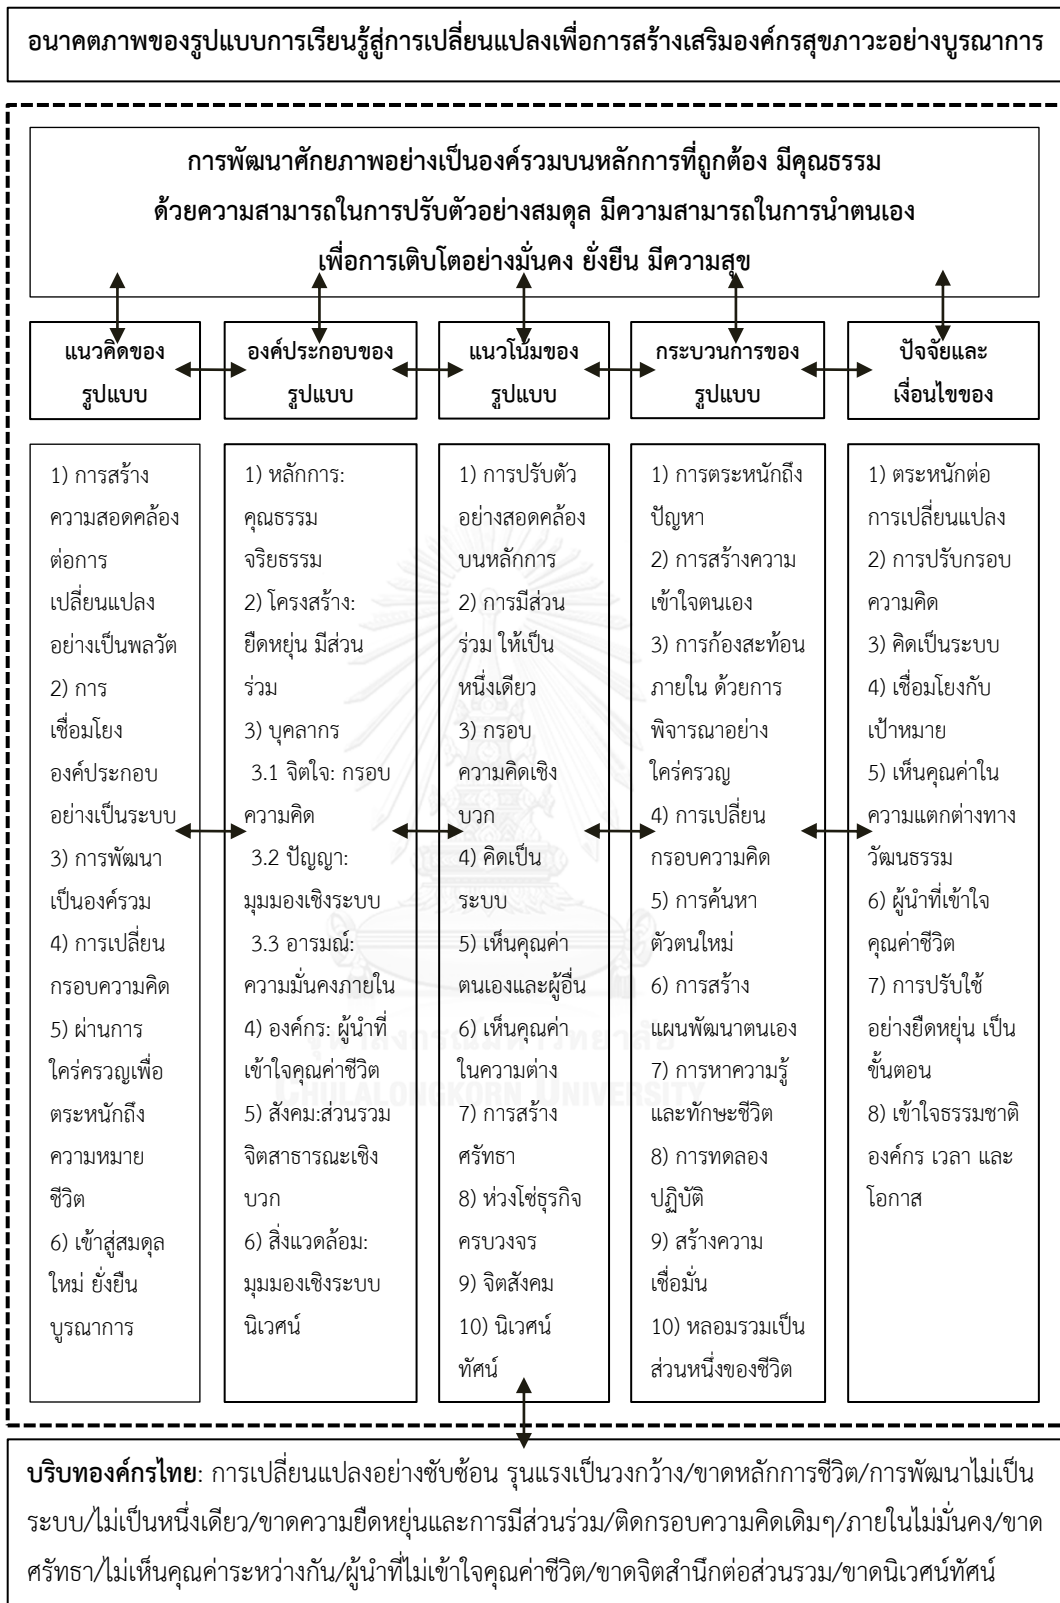 อนาคตภาพของรูปแบบการเรียนรู้สู่การเปลี่ยนแปลงเพื่อการสร้างเสริมองค์กรสุขภาวะอย่างบูรณาการ
การพัฒนาศักยภาพอย่างเป็นองค์รวมบนหลักการที่ถูกต้อง มีคุณธรรม
ด้วยความสามารถในการปรับตัวอย่างสมดุล มีความสามารถในการนำตนเอง
เพื่อการเติบโตอย่างมั่นคง ยั่งยืน มีความสุข
แนวคิดของ
รูปแบบ
องค์ประกอบของ
รูปแบบ
แนวโน้มของ
รูปแบบ
กระบวนการของ
รูปแบบ
ปัจจัยและ
เงื่อนไขของ
1) การสร้าง
ความสอดคล้อง
ต่อการ
เปลี่ยนแปลง
อย่างเป็นพลวัต
2) การ
เชื่อมโยง
องค์ประกอบ
อย่างเป็นระบบ
3) การพัฒนา
เป็นองค์รวม
4) การเปลี่ยน
กรอบความคิด
5) ผ่านการ
ใคร่ครวญเพื่อ
ตระหนักถึง
ความหมาย
ชีวิต
6) เข้าสู่สมดุล
ใหม่ ยั่งยืน
บูรณาการ
1) หลักการ:
คุณธรรม
จริยธรรม
2) โครงสร้าง:
ยืดหยุ่น มีส่วน
ร่วม
3) บุคลากร
3.1 จิตใจ: กรอบ
ความคิด
3.2 ปัญญา:
มุมมองเชิงระบบ
3.3 อารมณ์:
ความมั่นคงภายใน
4) องค์กร: ผู้นำที่
เข้าใจคุณค่าชีวิต
5) สังคม:ส่วนรวม
จิตสาธารณะเชิง
บวก
6) สิ่งแวดล้อม:
มุมมองเชิงระบบ
นิเวศน์
1) การปรับตัว
อย่างสอดคล้อง
บนหลักการ
2) การมีส่วน
ร่วม ให้เป็น
หนึ่งเดียว
3) กรอบ
ความคิดเชิง
บวก
4) คิดเป็น
ระบบ
5) เห็นคุณค่า
ตนเองและผู้อื่น
6) เห็นคุณค่า
ในความต่าง
7) การสร้าง
ศรัทธา
8) ห่วงโซ่ธุรกิจ
ครบวงจร
9) จิตสังคม
10) นิเวศน์
ทัศน์
1) การตระหนักถึง
ปัญหา
2) การสร้างความ
เข้าใจตนเอง
3) การก้องสะท้อน
ภายใน ด้วยการ
พิจารณาอย่าง
ใคร่ครวญ
4) การเปลี่ยน
กรอบความคิด
5) การค้นหา
ตัวตนใหม่
6) การสร้าง
แผนพัฒนาตนเอง
7) การหาความรู้
และทักษะชีวิต
8) การทดลอง
ปฏิบัติ
9) สร้างความ
เชื่อมั่น
10) หลอมรวมเป็น
ส่วนหนึ่งของชีวิต
1) ตระหนักต่อ
การเปลี่ยนแปลง
2) การปรับกรอบ
ความคิด
3) คิดเป็นระบบ
4) เชื่อมโยงกับ
เป้าหมาย
5) เห็นคุณค่าใน
ความแตกต่างทาง
วัฒนธรรม
6) ผู้นำที่เข้าใจ
คุณค่าชีวิต
7) การปรับใช้
อย่างยืดหยุ่น เป็น
ขั้นตอน
8) เข้าใจธรรมชาติ
องค์กร เวลา และ
โอกาส
จุฬาลงกรณ์มหาวิทยาลัย
CHULALONGKORN UNIVERSITY
บริบทองค์กรไทย: การเปลี่ยนแปลงอย่างซับซ้อน รุนแรงเป็นวงกว้าง/ขาดหลักการชีวิต/การพัฒนาไม่เป็น
ระบบ/ไม่เป็นหนึ่งเดียว/ขาดความยืดหยุ่นและการมีส่วนร่วม/ติดกรอบความคิดเดิมๆ/ภายในไม่มั่นคง/ขาด
ศรัทธา/ไม่เห็นคุณค่าระหว่างกัน/ผู้นำที่ไม่เข้าใจคุณค่าชีวิต/ขาดจิตสำนึกต่อส่วนรวม/ขาดนิเวศน์ทัศน์